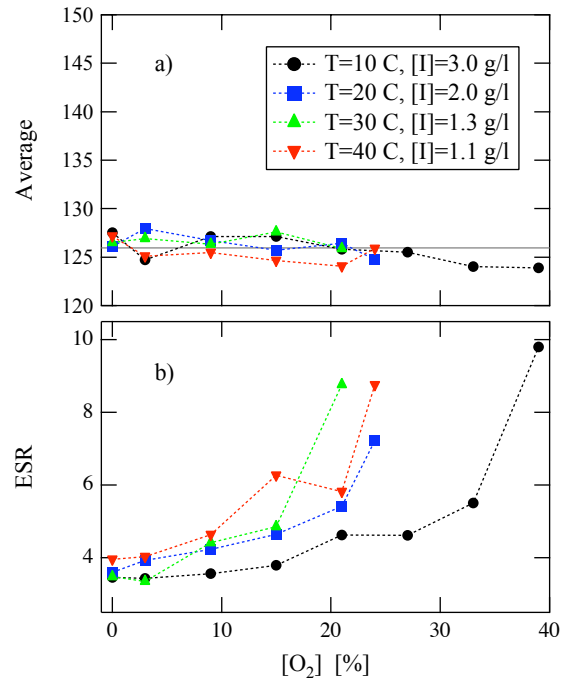 150
145
140
135
130
125
120
Average
a)
T=10 C, [I]=3.0 g/l
T=20 C, [I]=2.0 g/l
T=30 C, [I]=1.3 g/l
T=40 C, [I]=1.1 g/l
10
8
6
4
ESR
b)
0 10 20 30 40
[O₂] [%]